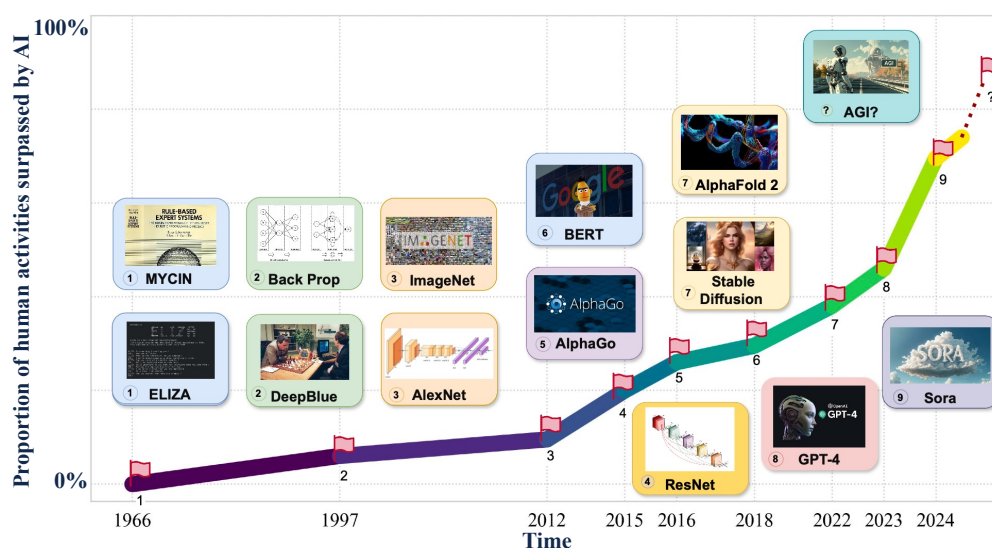 100%
Proportion of human activities surpassed by AI
0%
AGI
? AGI?
?
7 AlphaFold 2
9
Google
6 BERT
RULE-BASED
EXPERT SYSTEMS
1 MYCIN
2 Back Prop
IMAGENET
3 ImageNet
7 Stable
Diffusion
8
AlphaGo
5 AlphaGo
7
ELIZA
1 ELIZA
2 DeepBlue
3 AlexNet
6
5
SORA
9 Sora
4
@OpenAI
GPT-4
8 GPT-4
4 ResNet
3
2
1
1966
1997
2012
2015
2016
2018
2022
2023
2024
Time